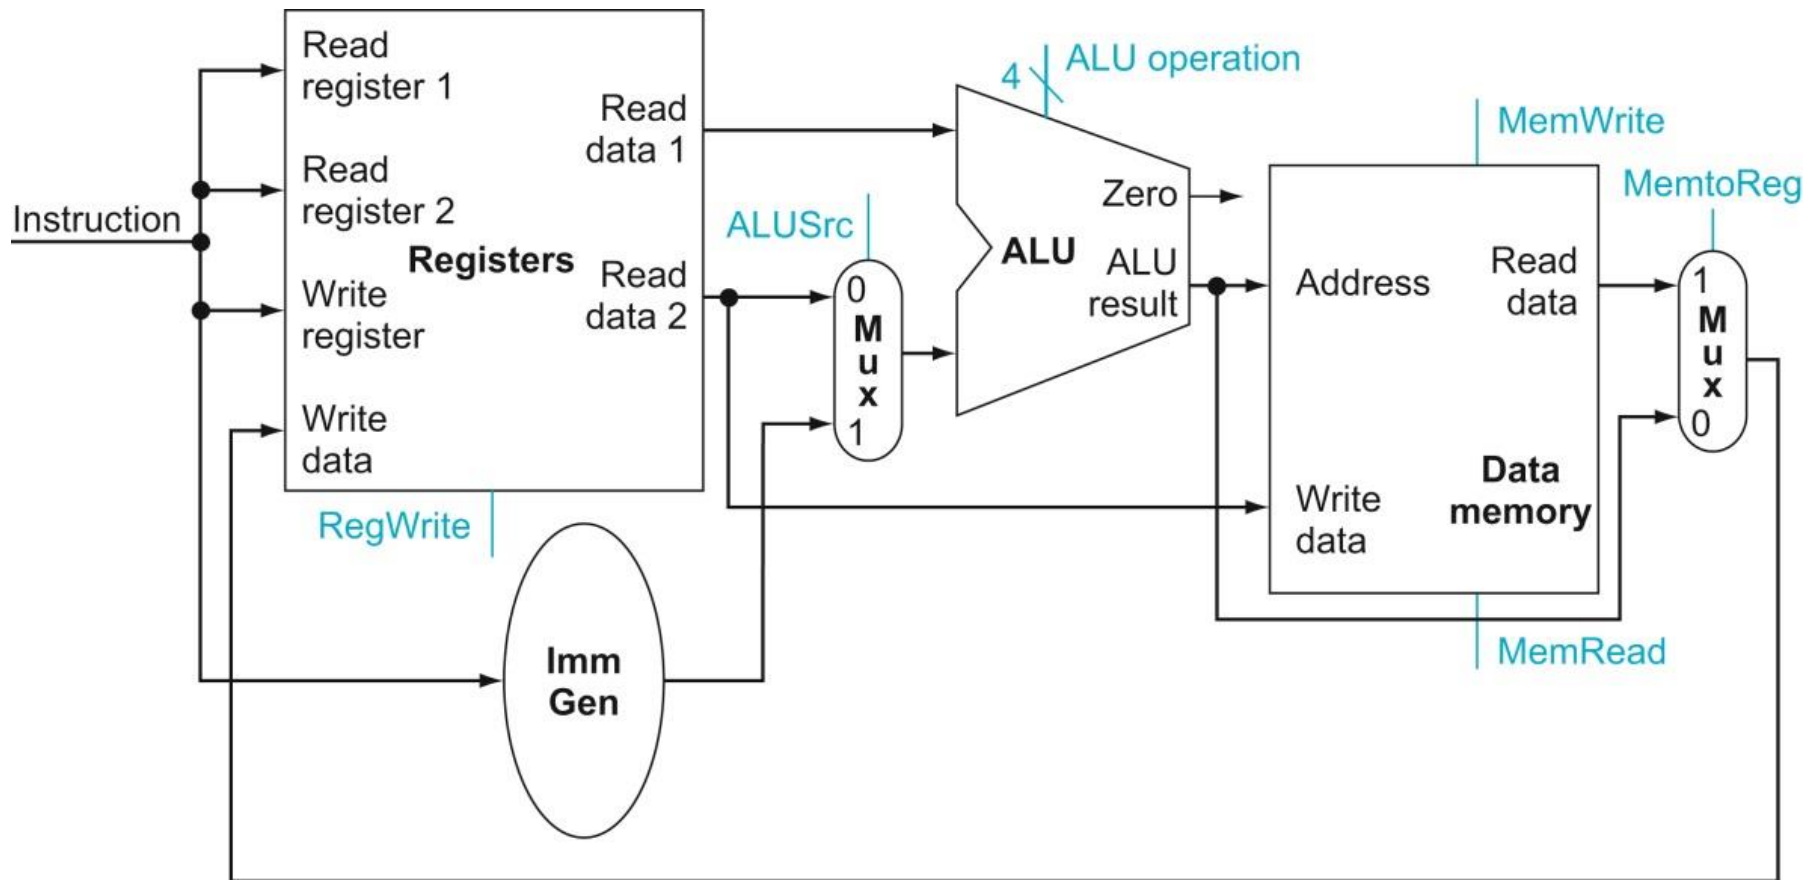 Instruction
Read
register 1
Read
register 2
Write
register
Write
data
Registers
Read
data 1
Read
data 2
RegWrite
Imm
Gen
ALUSrc
0
M
u
x
1
4
ALU operation
ALU
Zero
ALU
result
MemWrite
Address
Read
data
Write
data
Data
memory
MemRead
MemtoReg
1
M
u
x
0